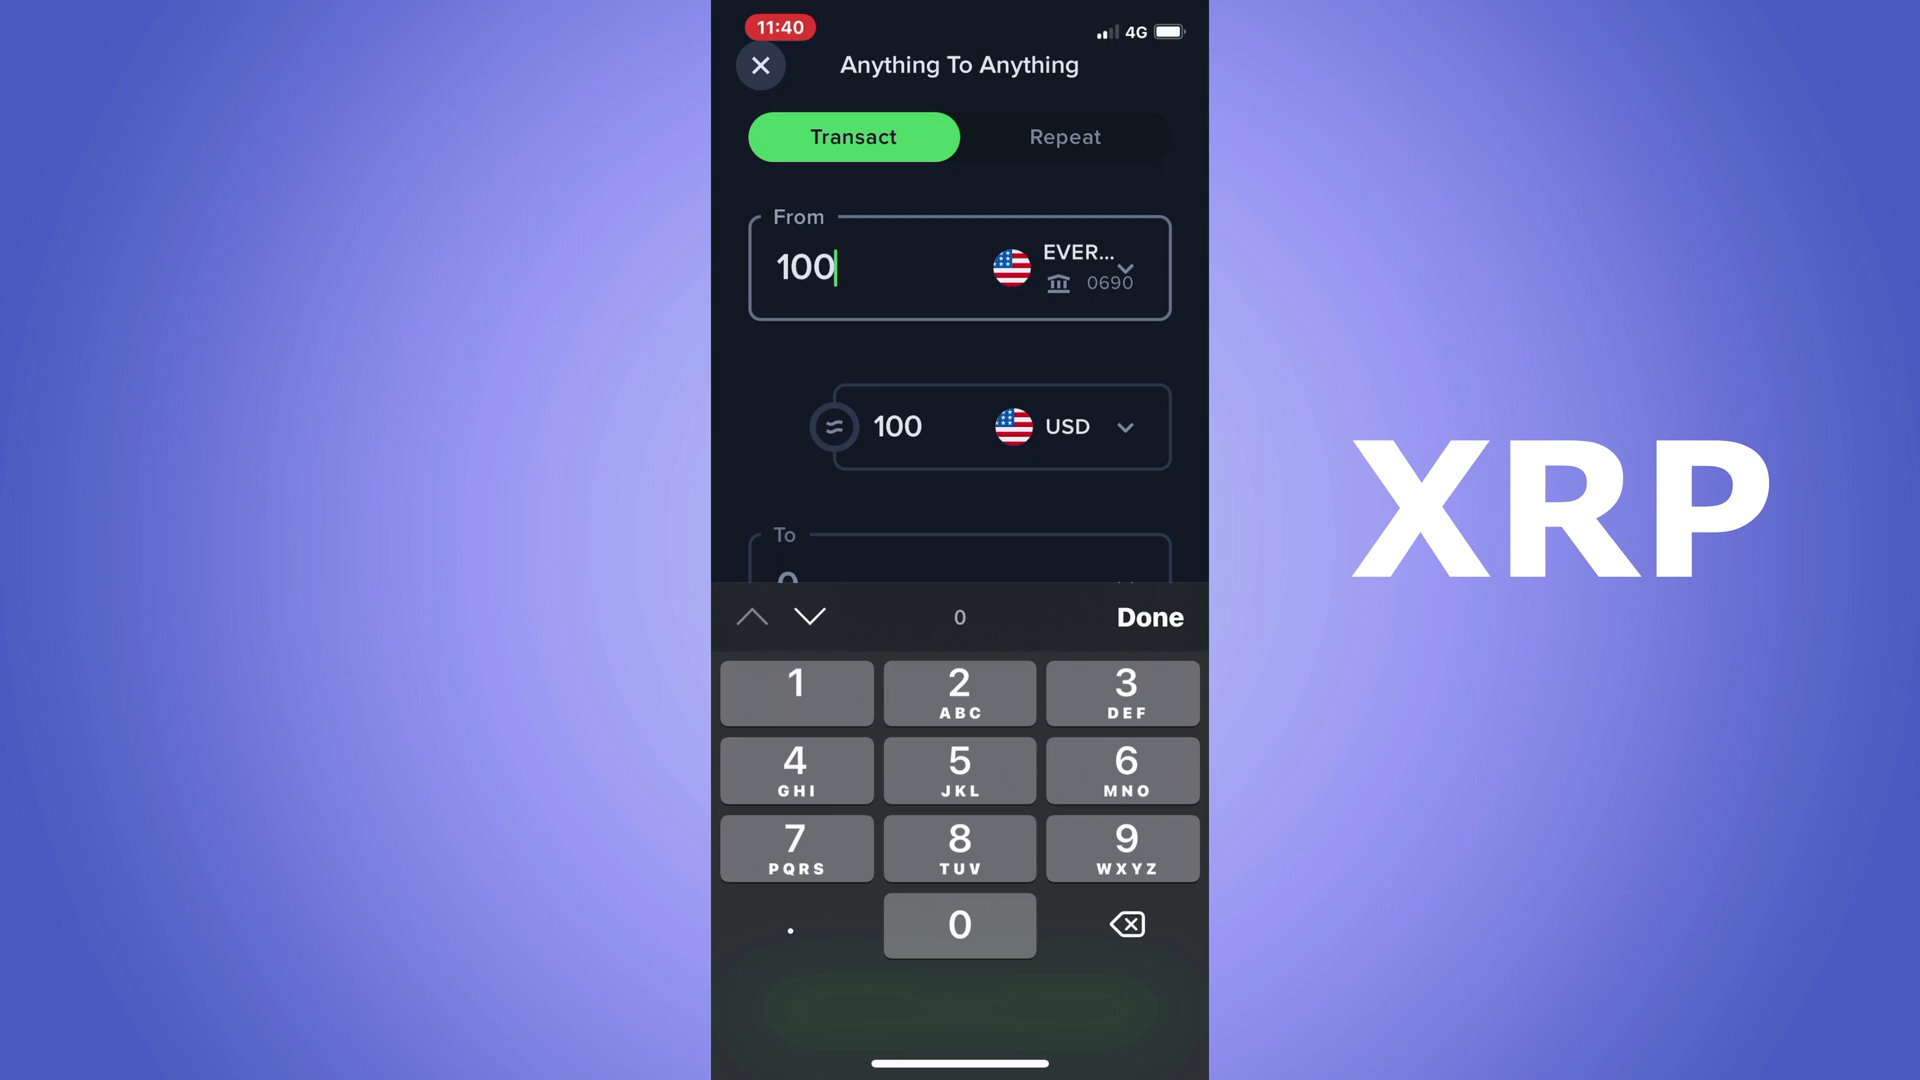 11:40
4G
Anything To Anything
Transact
Repeat
From
100
EVER...
0690
100
USD
To
0
0
Done
1
2
ABC
3
DEF
4
GHI
5
JKL
6
MNO
7
PQRS
8
TUV
9
WXYZ
.
0
XRP